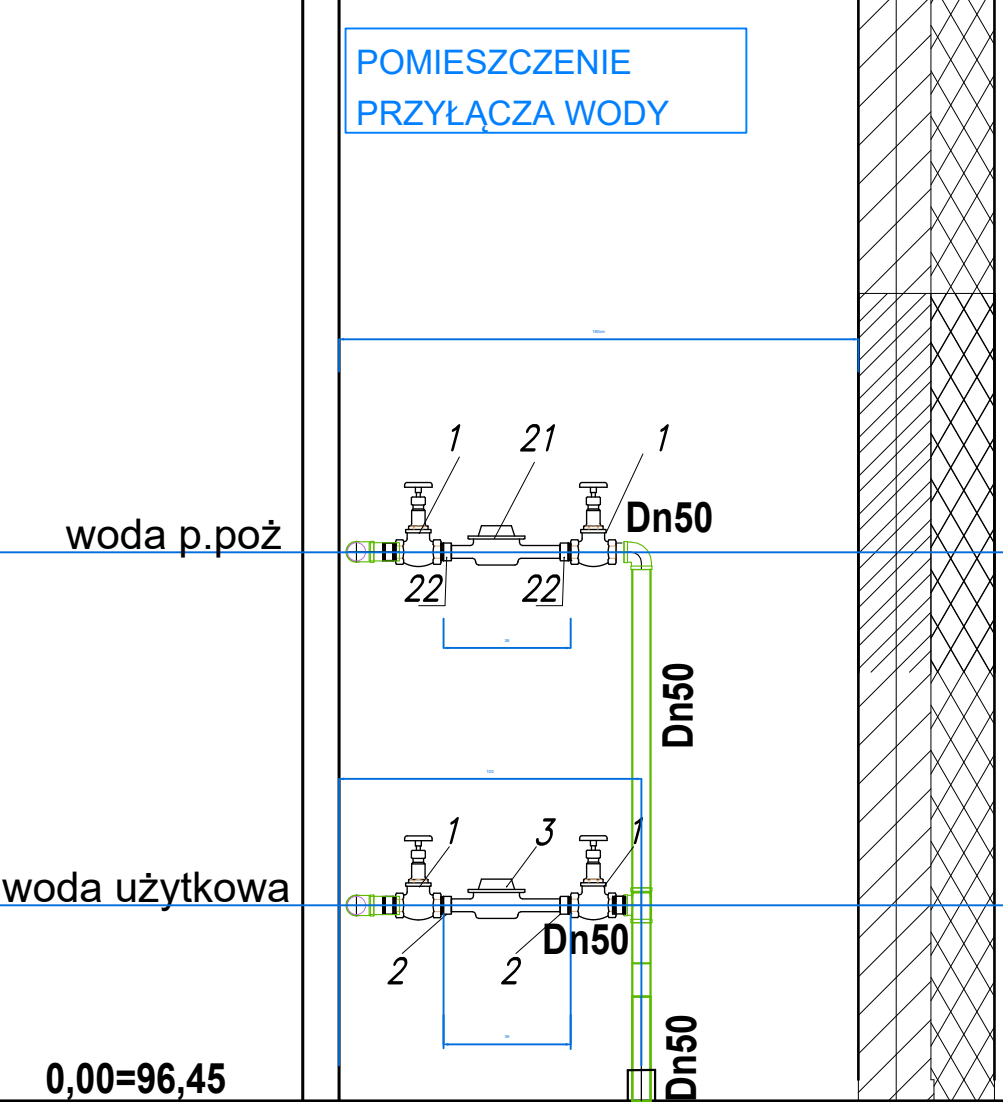 POMIESZCZENIE
PRZYŁĄCZA WODY
1 21 1
Dn50
woda p.poż
22 22
Dn50
1 3 1
woda użytkowa
Dn50
2 2
Dn50
0,00=96,45